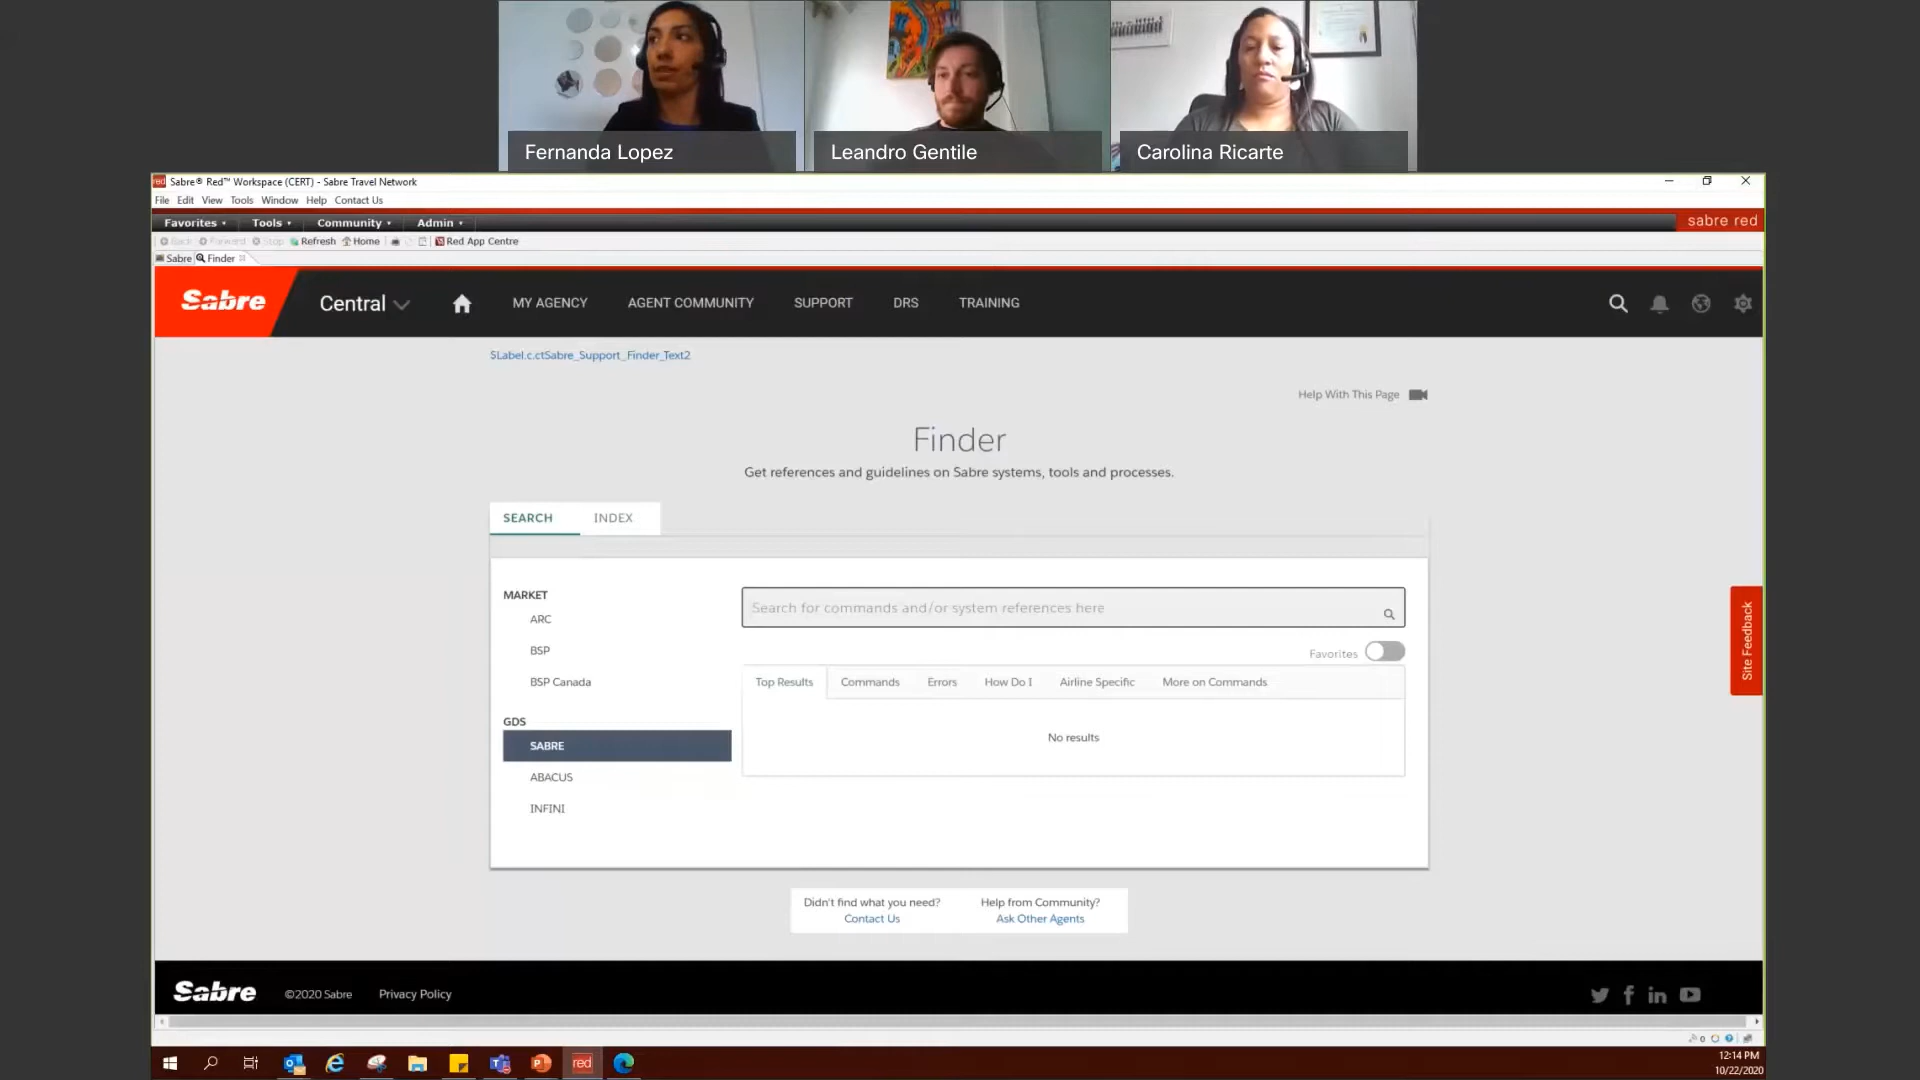 Fernanda Lopez
Leandro Gentile
Carolina Ricarte
red Sabre® Red™ Workspace (CERT) - Sabre Travel Network
File Edit View Tools Window Help Contact Us
Favorites Tools Community Admin
sabre red
Back Forward Stop Refresh Home Red App Centre
Sabre Finder
Sabre Central MY AGENCY AGENT COMMUNITY SUPPORT DRS TRAINING
$Label.c.ctSabre_Support_Finder_Text2
Help With This Page
Finder
Get references and guidelines on Sabre systems, tools and processes.
SEARCH INDEX
MARKET
ARC
BSP
BSP Canada
GDS
SABRE
ABACUS
INFINI
Search for commands and/or system references here
Favorites
Top Results Commands Errors How Do I Airline Specific More on Commands
No results
Site Feedback
Didn't find what you need?
Contact Us
Help from Community?
Ask Other Agents
Sabre ©2020 Sabre Privacy Policy
0
red
12:14 PM
10/22/2020